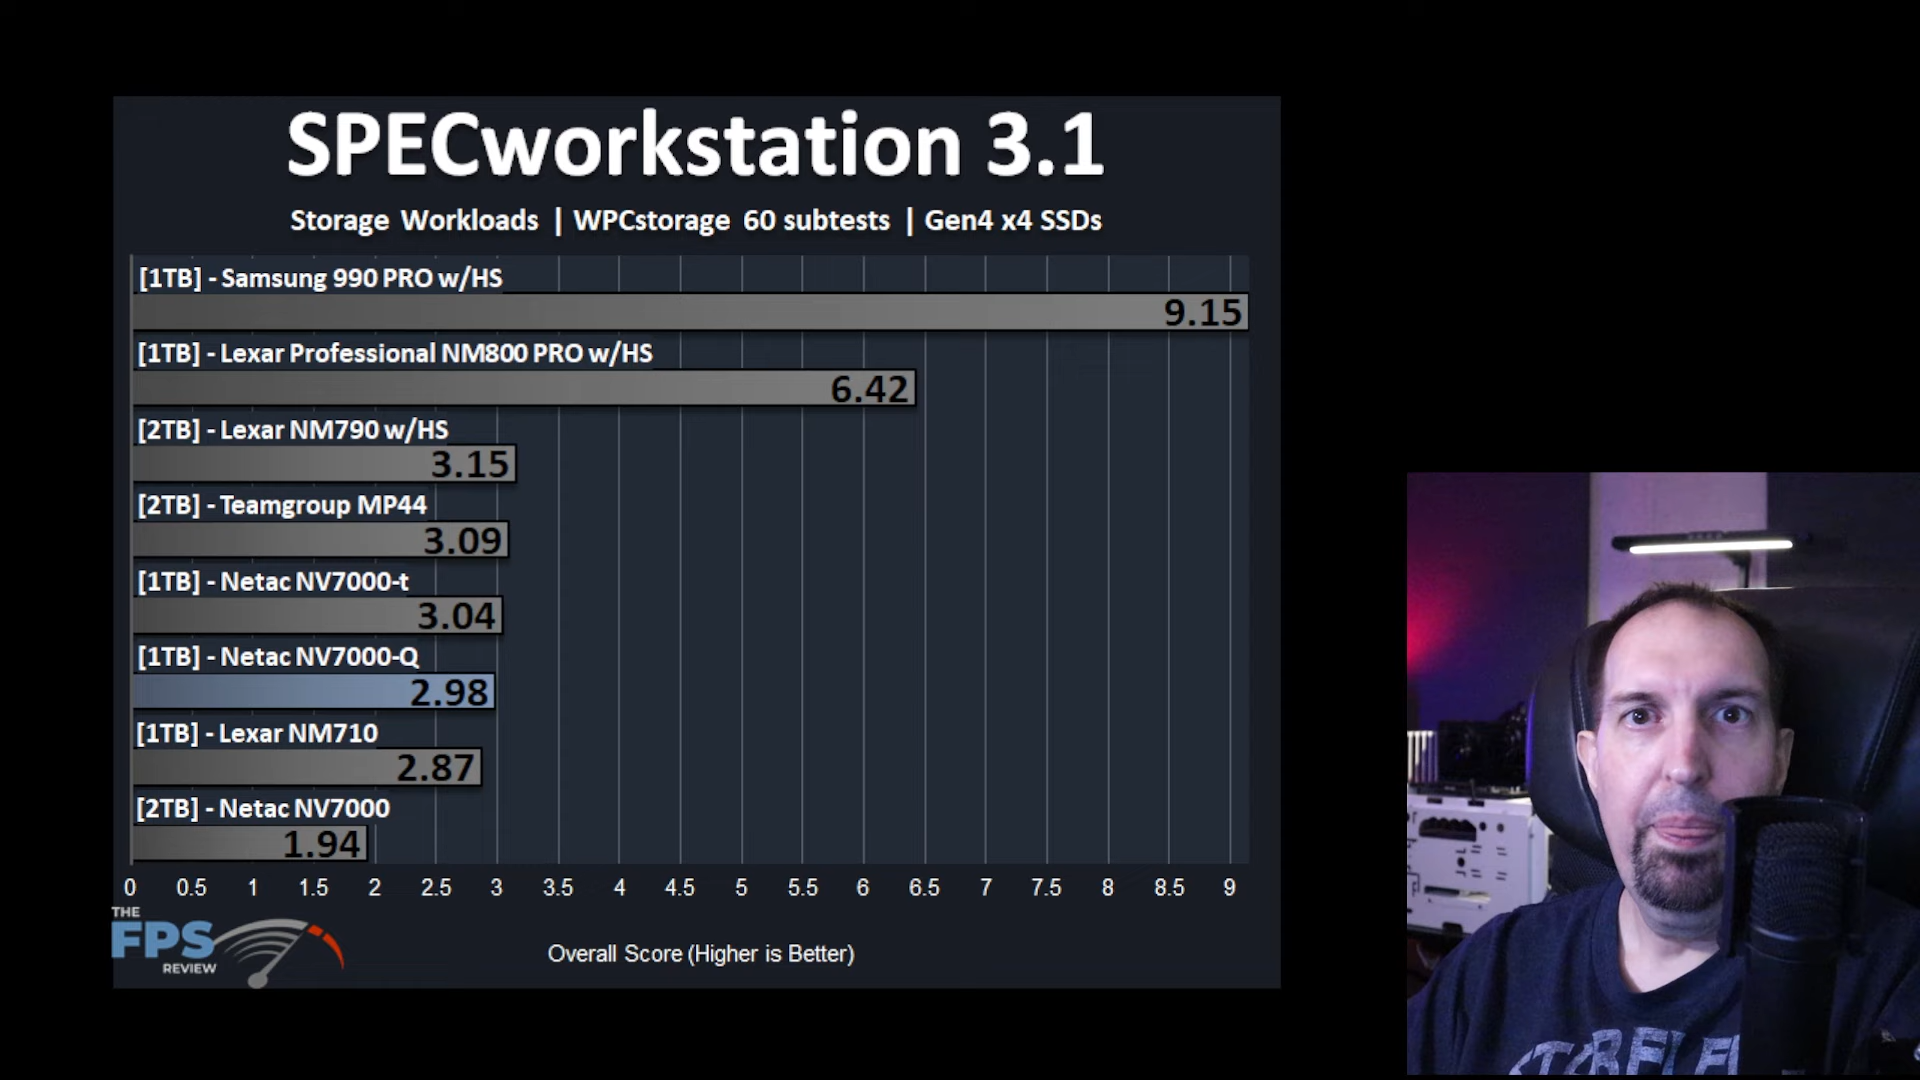 SPECworkstation 3.1
Storage Workloads | WPCstorage 60 subtests | Gen4 x4 SSDs
[1TB] - Samsung 990 PRO w/HS
9.15
[1TB] - Lexar Professional NM800 PRO w/HS
6.42
[2TB] - Lexar NM790 w/HS
3.15
[2TB] - Teamgroup MP44
3.09
[1TB] - Netac NV7000-t
3.04
[1TB] - Netac NV7000-Q
2.98
[1TB] - Lexar NM710
2.87
[2TB] - Netac NV7000
1.94
0 0.5 1 1.5 2 2.5 3 3.5 4 4.5 5 5.5 6 6.5 7 7.5 8 8.5 9
THE
FPS
REVIEW
Overall Score (Higher is Better)